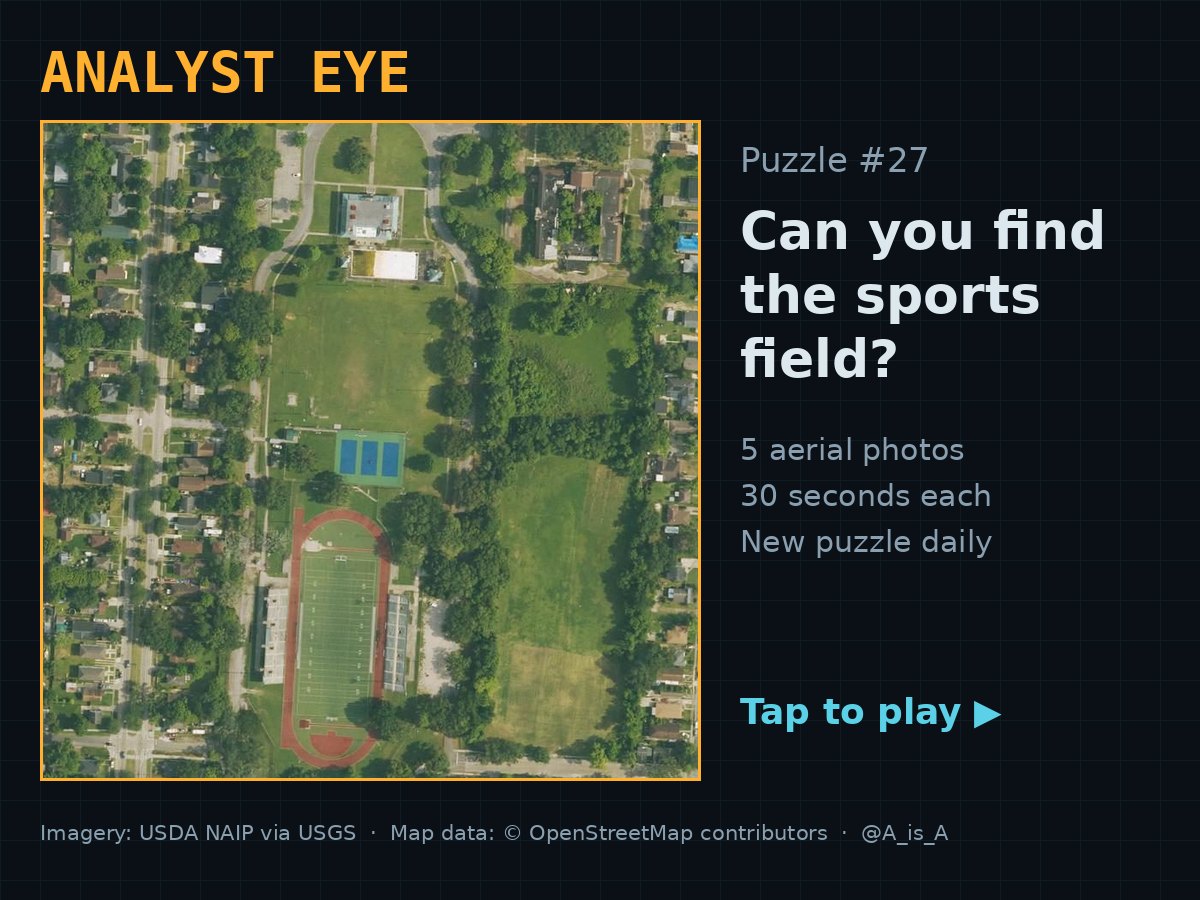 ANALYST EYE
Puzzle #27
Can you find
the sports
field?
5 aerial photos
30 seconds each
New puzzle daily
Tap to play ▶
Imagery: USDA NAIP via USGS · Map data: © OpenStreetMap contributors · @A_is_A